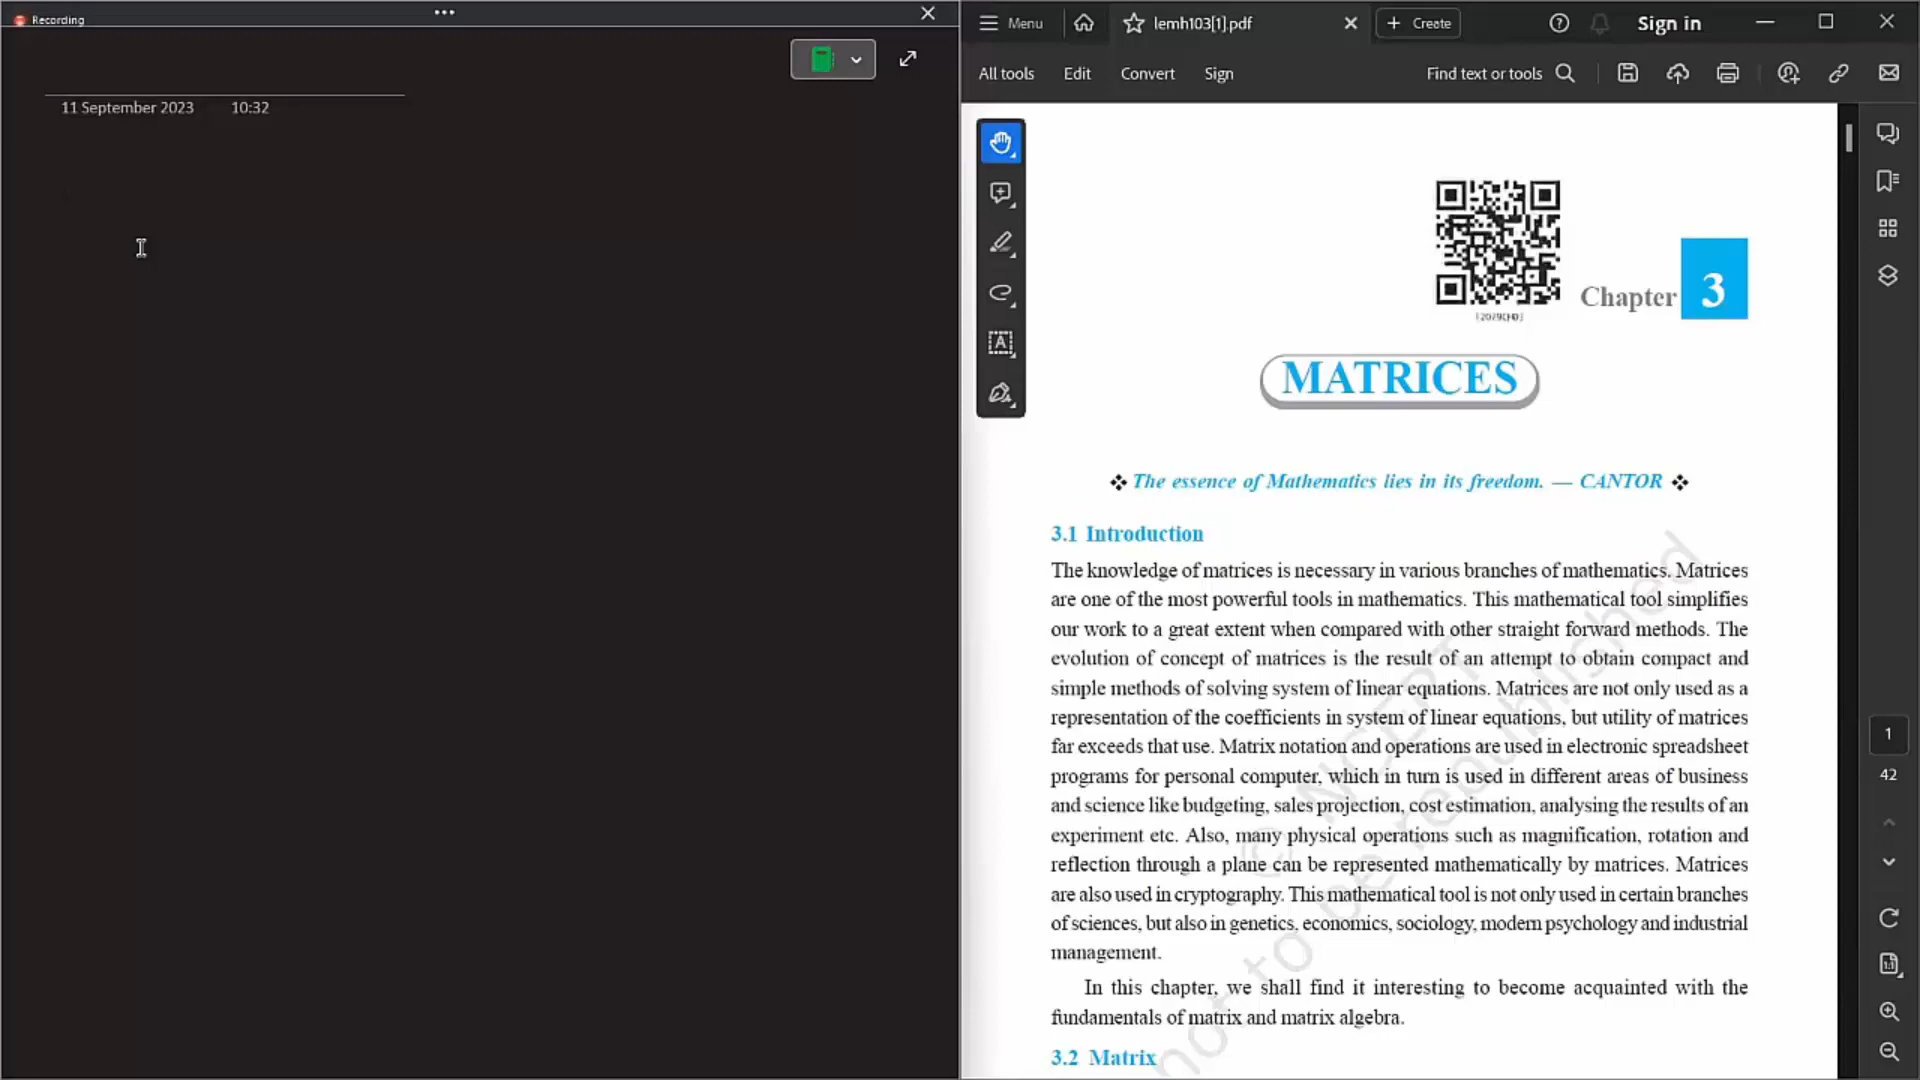 Recording
11 September 2023 10:32
Menu
lemh103[1].pdf
Create
Sign in
All tools
Edit
Convert
Sign
Find text or tools
Chapter 3
MATRICES
❖ The essence of Mathematics lies in its freedom. — CANTOR ❖
3.1 Introduction
The knowledge of matrices is necessary in various branches of mathematics. Matrices
are one of the most powerful tools in mathematics. This mathematical tool simplifies
our work to a great extent when compared with other straight forward methods. The
evolution of concept of matrices is the result of an attempt to obtain compact and
simple methods of solving system of linear equations. Matrices are not only used as a
representation of the coefficients in system of linear equations, but utility of matrices
far exceeds that use. Matrix notation and operations are used in electronic spreadsheet
programs for personal computer, which in turn is used in different areas of business
and science like budgeting, sales projection, cost estimation, analysing the results of an
experiment etc. Also, many physical operations such as magnification, rotation and
reflection through a plane can be represented mathematically by matrices. Matrices
are also used in cryptography. This mathematical tool is not only used in certain branches
of sciences, but also in genetics, economics, sociology, modern psychology and industrial
management.
In this chapter, we shall find it interesting to become acquainted with the
fundamentals of matrix and matrix algebra.
3.2 Matrix
© NCERT
not to be republished
1
42